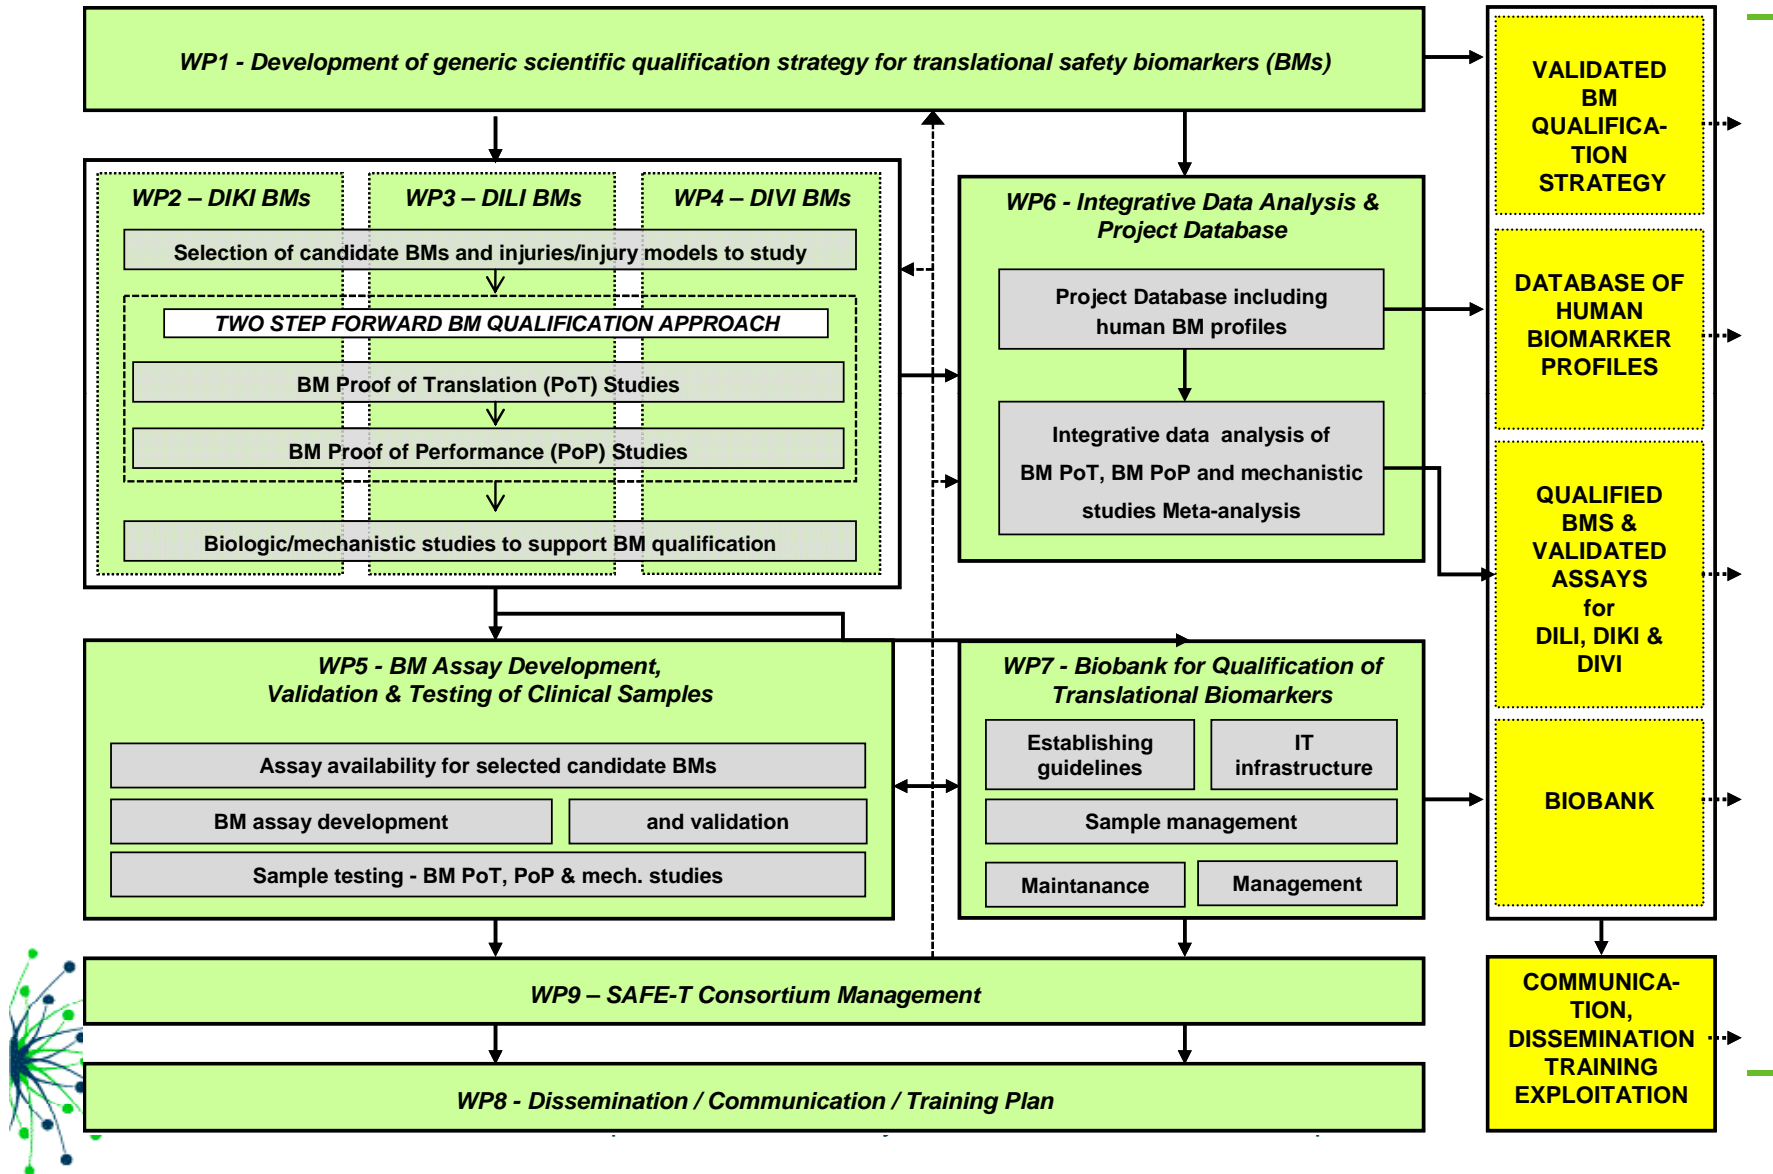 WP1 - Development of generic scientific qualification strategy for translational safety biomarkers (BMs)
WP2 – DIKI BMs
WP3 – DILI BMs
WP4 – DIVI BMs
Selection of candidate BMs and injuries/injury models to study
TWO STEP FORWARD BM QUALIFICATION APPROACH
BM Proof of Translation (PoT) Studies
BM Proof of Performance (PoP) Studies
Biologic/mechanistic studies to support BM qualification
WP6 - Integrative Data Analysis &
Project Database
Project Database including
human BM profiles
Integrative data analysis of
BM PoT, BM PoP and mechanistic
studies Meta-analysis
WP5 - BM Assay Development,
Validation & Testing of Clinical Samples
Assay availability for selected candidate BMs
BM assay development
and validation
Sample testing - BM PoT, PoP & mech. studies
WP7 - Biobank for Qualification of
Translational Biomarkers
Establishing
guidelines
IT
infrastructure
Sample management
Maintanance
Management
WP9 – SAFE-T Consortium Management
WP8 - Dissemination / Communication / Training Plan
VALIDATED
BM
QUALIFICA-
TION
STRATEGY
DATABASE OF
HUMAN
BIOMARKER
PROFILES
QUALIFIED
BMS &
VALIDATED
ASSAYS
for
DILI, DIKI &
DIVI
BIOBANK
COMMUNICA-
TION,
DISSEMINATION
TRAINING
EXPLOITATION